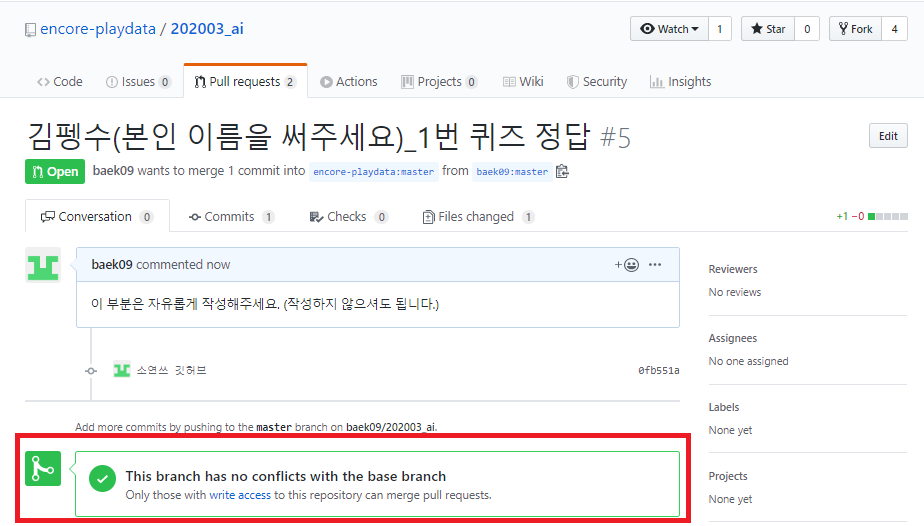 encore-playdata / 202003_ai
Watch 1 Star 0 Fork 4
Code Issues 0 Pull requests 2 Actions Projects 0 Wiki Security Insights
김펭수(본인 이름을 써주세요)_1번 퀴즈 정답 #5
Edit
Open baek09 wants to merge 1 commit into encore-playdata:master from baek09:master
Conversation 0 Commits 1 Checks 0 Files changed 1
+1 −0
baek09 commented now
이 부분은 자유롭게 작성해주세요. (작성하지 않으셔도 됩니다.)
소연쓰 깃허브 0fb551a
Add more commits by pushing to the master branch on baek09/202003_ai.
This branch has no conflicts with the base branch
Only those with write access to this repository can merge pull requests.
Reviewers
No reviews
Assignees
No one assigned
Labels
None yet
Projects
None yet